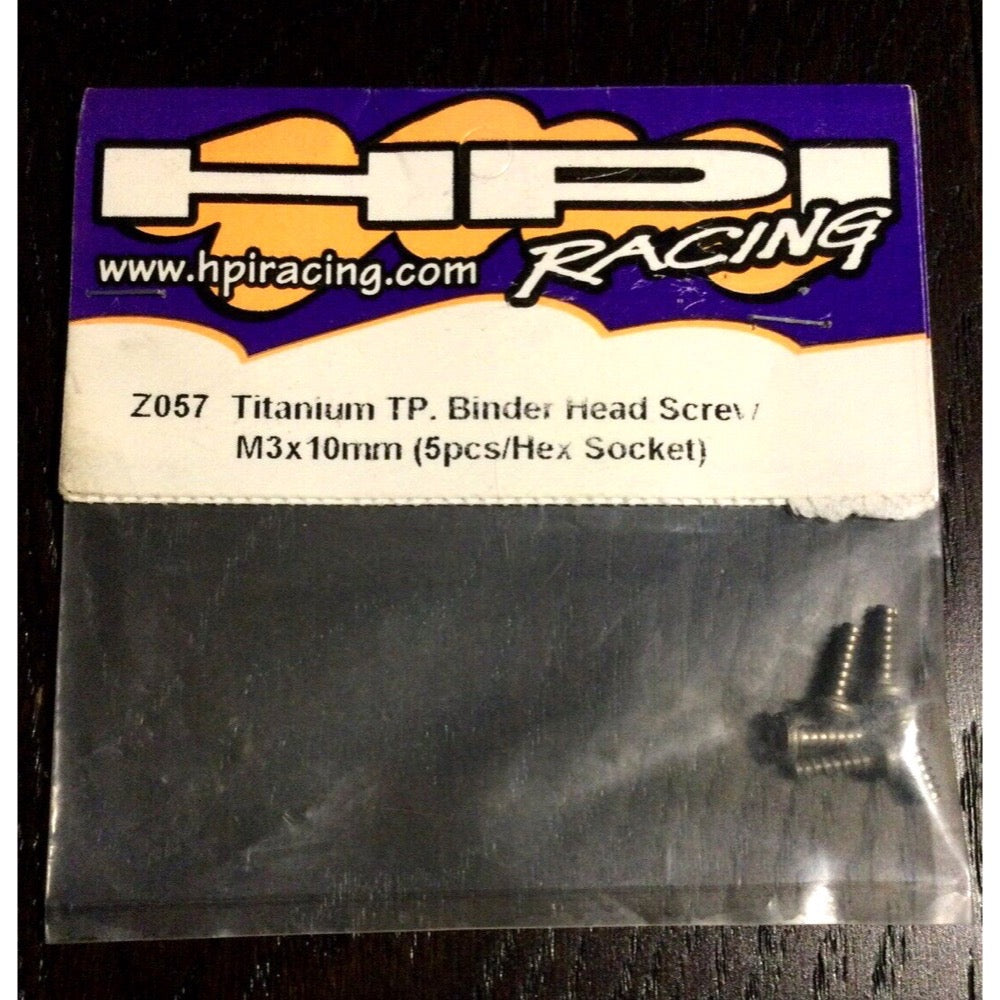 HPI
RACING
www.hpiracing.com
Z057 Titanium TP. Binder Head Screw
M3x10mm (5pcs/Hex Socket)